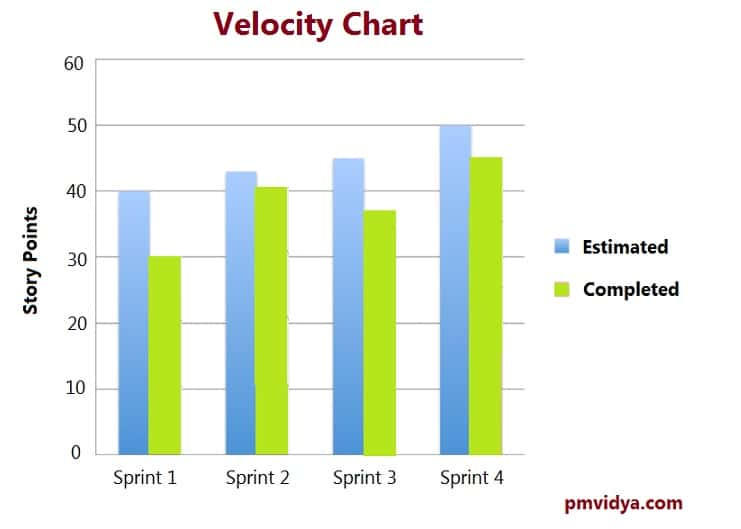 Velocity Chart
60
50
40
30
20
10
0
Story Points
Sprint 1 Sprint 2 Sprint 3 Sprint 4
Estimated
Completed
pmvidya.com